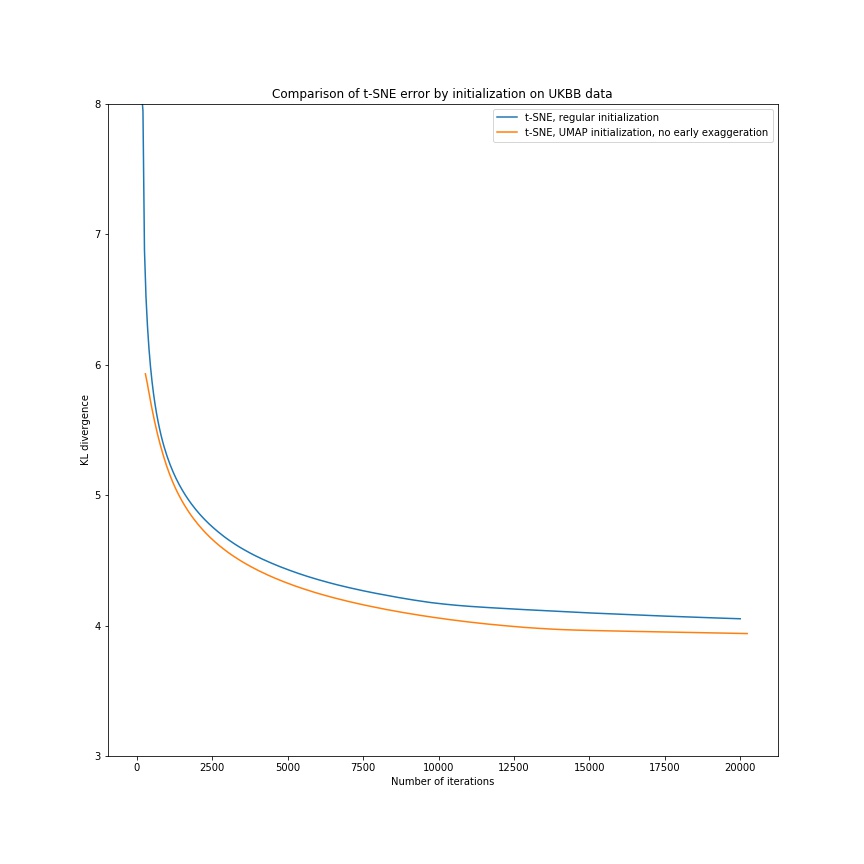 Comparison of t-SNE error by initialization on UKBB data
t-SNE, regular initialization
t-SNE, UMAP initialization, no early exaggeration
KL divergence
8
7
6
5
4
3
0 2500 5000 7500 10000 12500 15000 17500 20000
Number of iterations